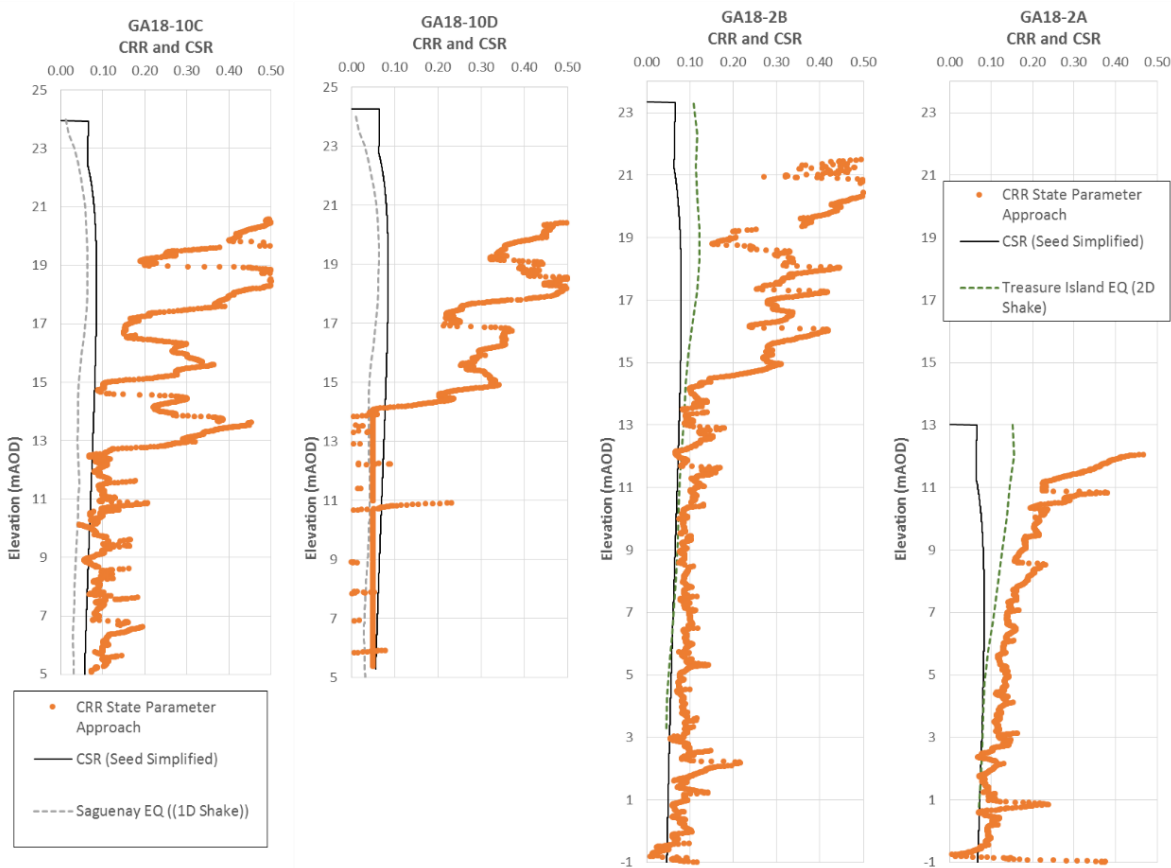 GA18-10C
CRR and CSR
0.00 0.10 0.20 0.30 0.40 0.50
25
23
21
19
17
15
13
11
9
7
5
Elevation (mAOD)
CRR State Parameter
Approach
CSR (Seed Simplified)
Saguenay EQ ((1D Shake))
GA18-10D
CRR and CSR
0.00 0.10 0.20 0.30 0.40 0.50
25
23
21
19
17
15
13
11
9
7
5
Elevation (mAOD)
GA18-2B
CRR and CSR
0.00 0.10 0.20 0.30 0.40 0.50
23
21
19
17
15
13
11
9
7
5
3
1
-1
Elevation (mAOD)
GA18-2A
CRR and CSR
0.00 0.10 0.20 0.30 0.40 0.50
23
21
19
17
15
13
11
9
7
5
3
1
-1
Elevation (mAOD)
CRR State Parameter
Approach
CSR (Seed Simplified)
Treasure Island EQ (2D
Shake)